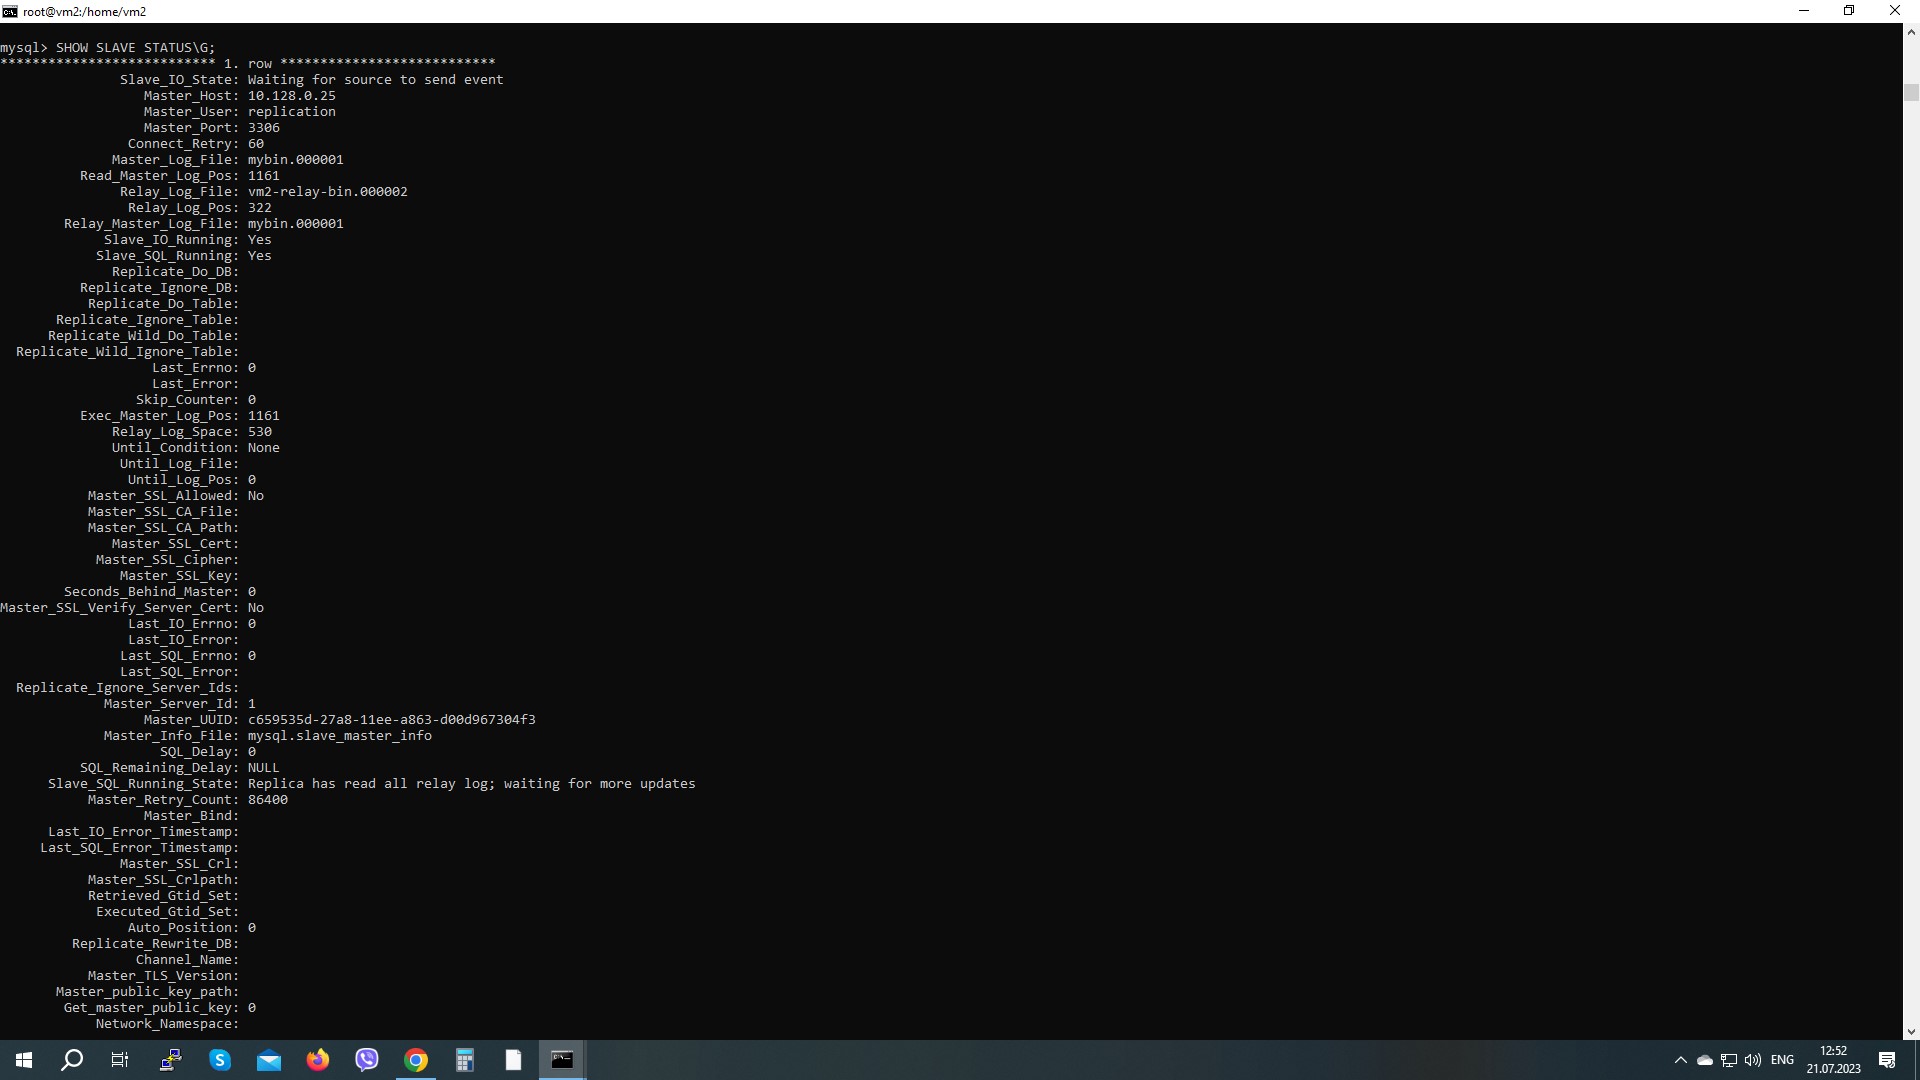 root@vm2:/home/vm2
mysql> SHOW SLAVE STATUS\G;
*************************** 1. row ***************************
Slave_IO_State: Waiting for source to send event
Master_Host: 10.128.0.25
Master_User: replication
Master_Port: 3306
Connect_Retry: 60
Master_Log_File: mybin.000001
Read_Master_Log_Pos: 1161
Relay_Log_File: vm2-relay-bin.000002
Relay_Log_Pos: 322
Relay_Master_Log_File: mybin.000001
Slave_IO_Running: Yes
Slave_SQL_Running: Yes
Replicate_Do_DB:
Replicate_Ignore_DB:
Replicate_Do_Table:
Replicate_Ignore_Table:
Replicate_Wild_Do_Table:
Replicate_Wild_Ignore_Table:
Last_Errno: 0
Last_Error:
Skip_Counter: 0
Exec_Master_Log_Pos: 1161
Relay_Log_Space: 530
Until_Condition: None
Until_Log_File:
Until_Log_Pos: 0
Master_SSL_Allowed: No
Master_SSL_CA_File:
Master_SSL_CA_Path:
Master_SSL_Cert:
Master_SSL_Cipher:
Master_SSL_Key:
Seconds_Behind_Master: 0
Master_SSL_Verify_Server_Cert: No
Last_IO_Errno: 0
Last_IO_Error:
Last_SQL_Errno: 0
Last_SQL_Error:
Replicate_Ignore_Server_Ids:
Master_Server_Id: 1
Master_UUID: c659535d-27a8-11ee-a863-d00d967304f3
Master_Info_File: mysql.slave_master_info
SQL_Delay: 0
SQL_Remaining_Delay: NULL
Slave_SQL_Running_State: Replica has read all relay log; waiting for more updates
Master_Retry_Count: 86400
Master_Bind:
Last_IO_Error_Timestamp:
Last_SQL_Error_Timestamp:
Master_SSL_Crl:
Master_SSL_Crlpath:
Retrieved_Gtid_Set:
Executed_Gtid_Set:
Auto_Position: 0
Replicate_Rewrite_DB:
Channel_Name:
Master_TLS_Version:
Master_public_key_path:
Get_master_public_key: 0
Network_Namespace:
ENG
12:52
21.07.2023